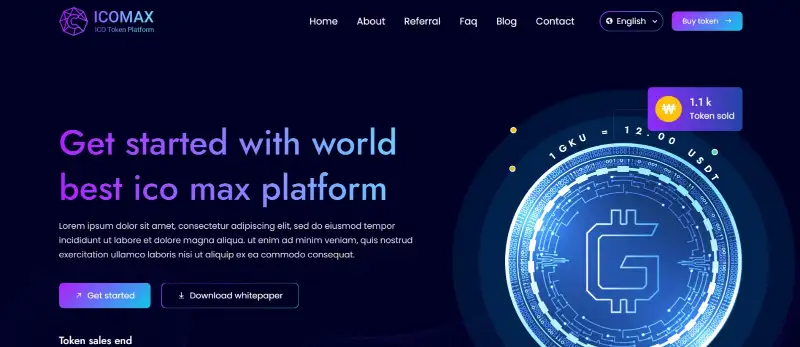 ICOMAX
ICO Token Platform
Home About Referral Faq Blog Contact English Buy token
1.1 k
Token sold
1GKU = 12.00 USDT
Get started with world
best ico max platform
Lorem ipsum dolor sit amet, consectetur adipiscing elit, sed do eiusmod tempor
incididunt ut labore et dolore magna aliqua. ut enim ad minim veniam, quis nostrud
exercitation ullamco laboris nisi ut aliquip ex ea commodo consequat.
Get started Download whitepaper
Token sales end